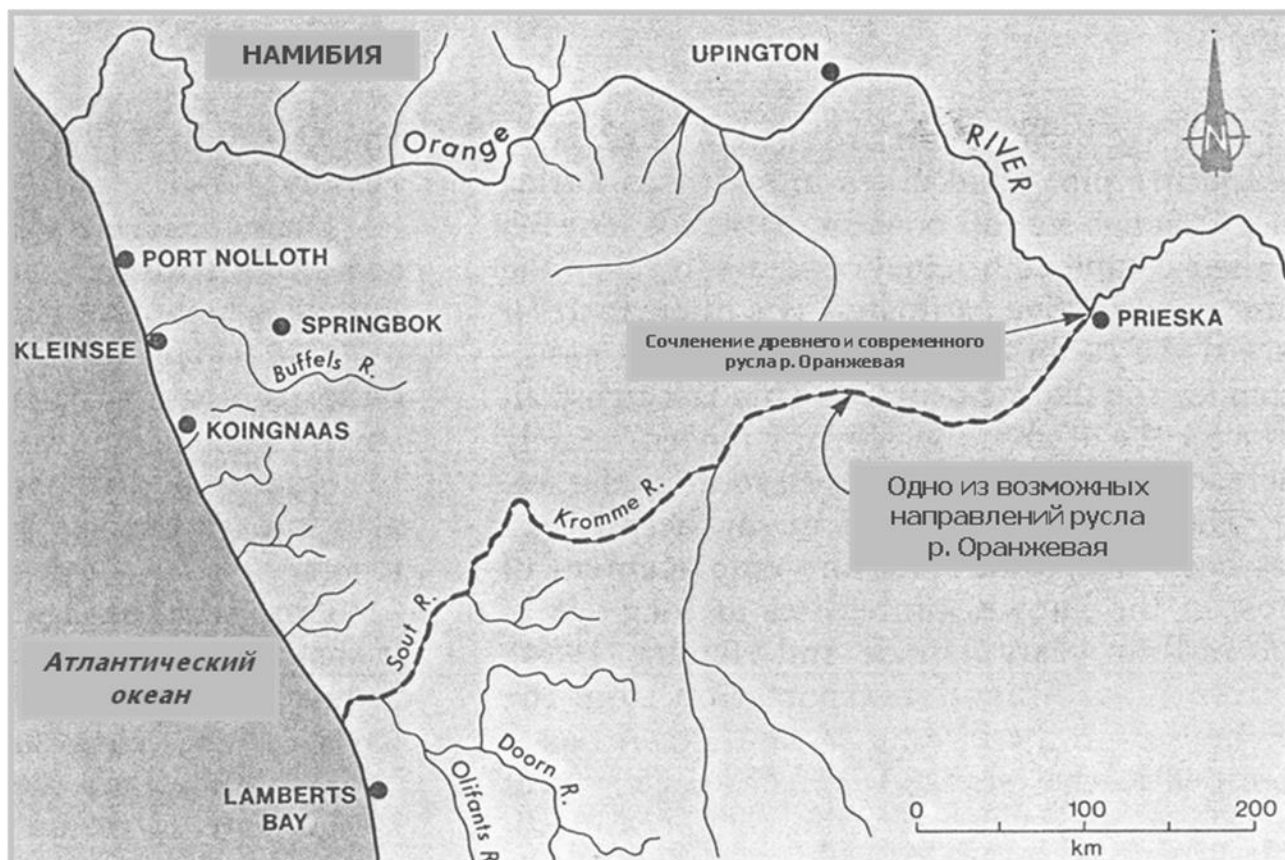 НАМИБИЯ
UPINGTON
Orange
RIVER
N
PORT NOLLOTH
SPRINGBOK
KLEINSEE
Buffels R.
Сочленение древнего и современного
русла р. Оранжевая
PRIESKA
KOINGNAAS
Одно из возможных
направлений русла
р. Оранжевая
Kromme R.
Sout R.
Атлантический
океан
Doorn R.
Olifants R.
LAMBERTS
BAY
0 100 200
km